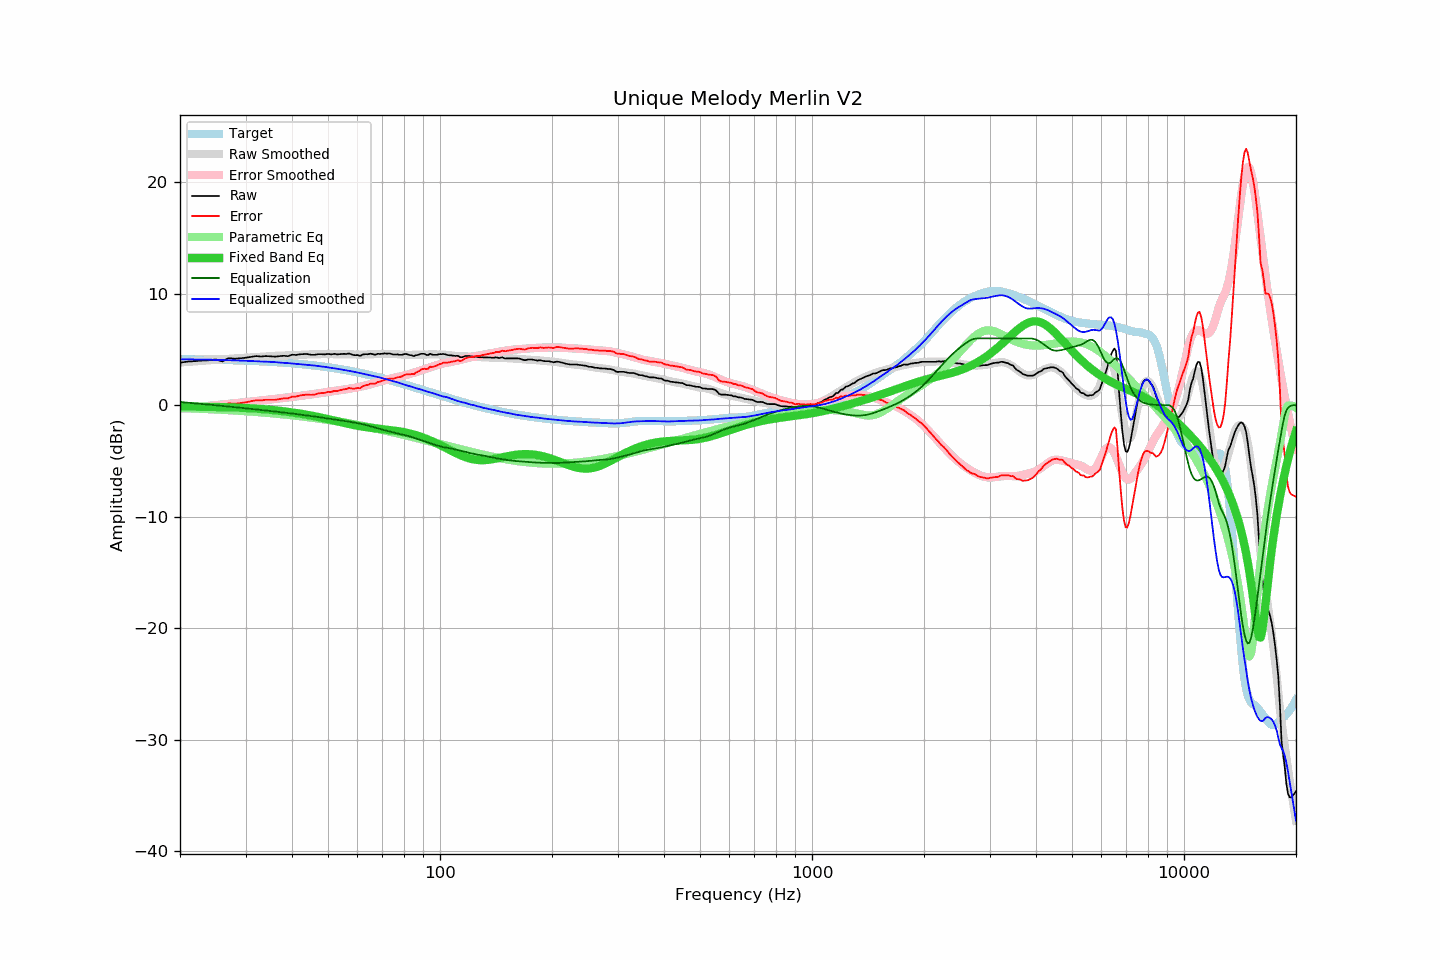 Unique Melody Merlin V2
Target
Raw Smoothed
Error Smoothed
Raw
Error
Parametric Eq
Fixed Band Eq
Equalization
Equalized smoothed
20
10
0
−10
−20
−30
−40
Amplitude (dBr)
100
1000
10000
Frequency (Hz)